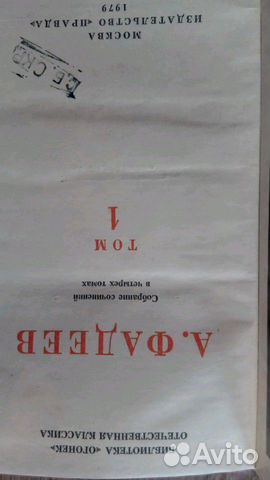 БИБЛИОТЕКА «ОГОНЕК»
ОТЕЧЕСТВЕННАЯ КЛАССИКА
А. ФАДЕЕВ
Собрание сочинений
в четырех томах
ТОМ
1
МОСКВА
ИЗДАТЕЛЬСТВО «ПРАВДА»
1979
Avito